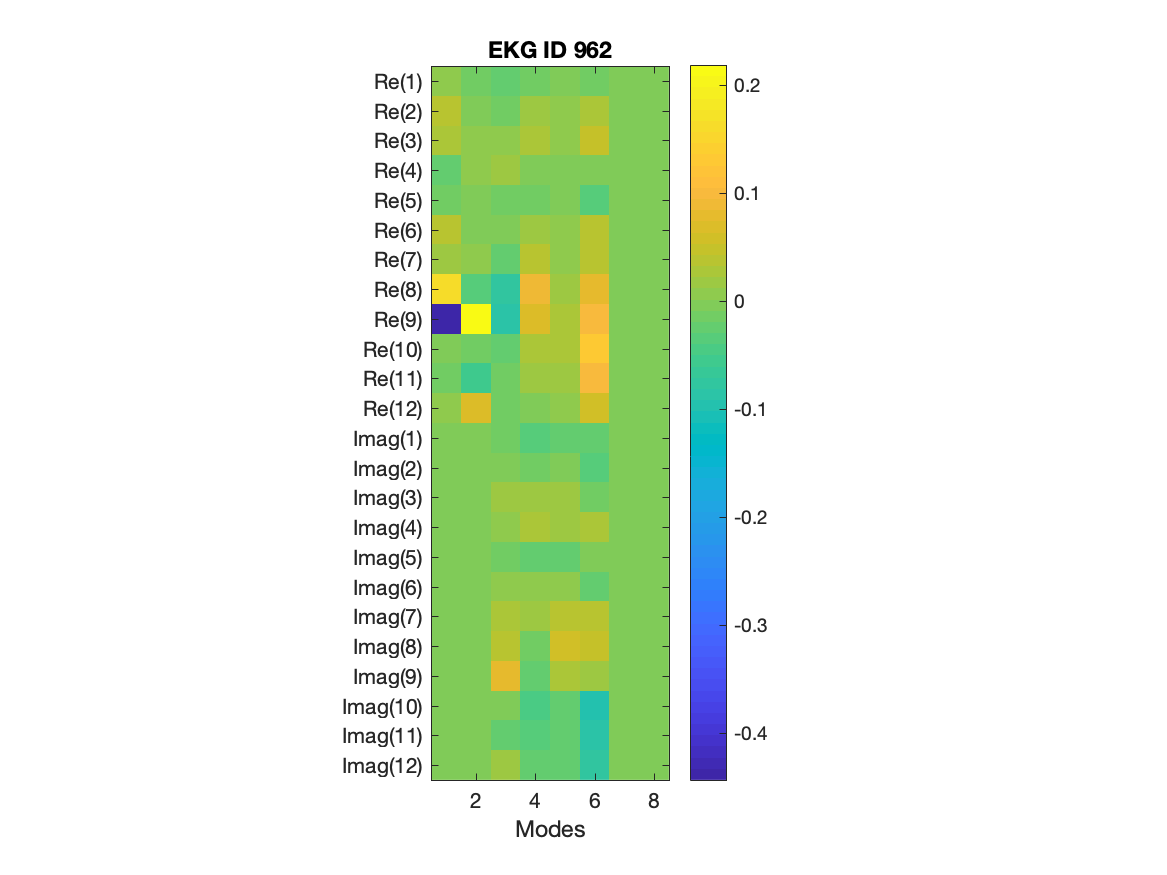 EKG ID 962
Re(1)
Re(2)
Re(3)
Re(4)
Re(5)
Re(6)
Re(7)
Re(8)
Re(9)
Re(10)
Re(11)
Re(12)
Imag(1)
Imag(2)
Imag(3)
Imag(4)
Imag(5)
Imag(6)
Imag(7)
Imag(8)
Imag(9)
Imag(10)
Imag(11)
Imag(12)
2 4 6 8
Modes
0.2
0.1
0
-0.1
-0.2
-0.3
-0.4